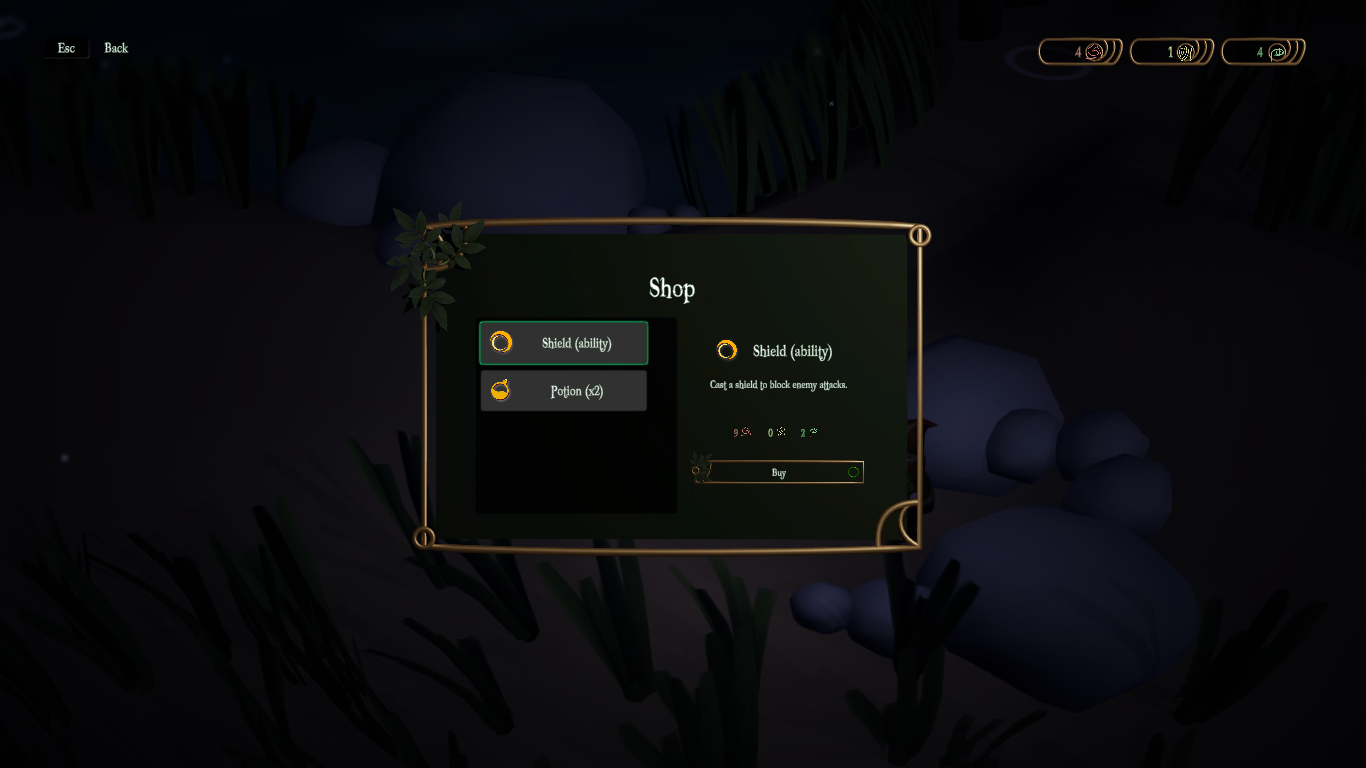 Esc Back
4 1 4
Shop
Shield (ability)
Potion (x2)
Shield (ability)
Cast a shield to block enemy attacks.
9 0 2
Buy